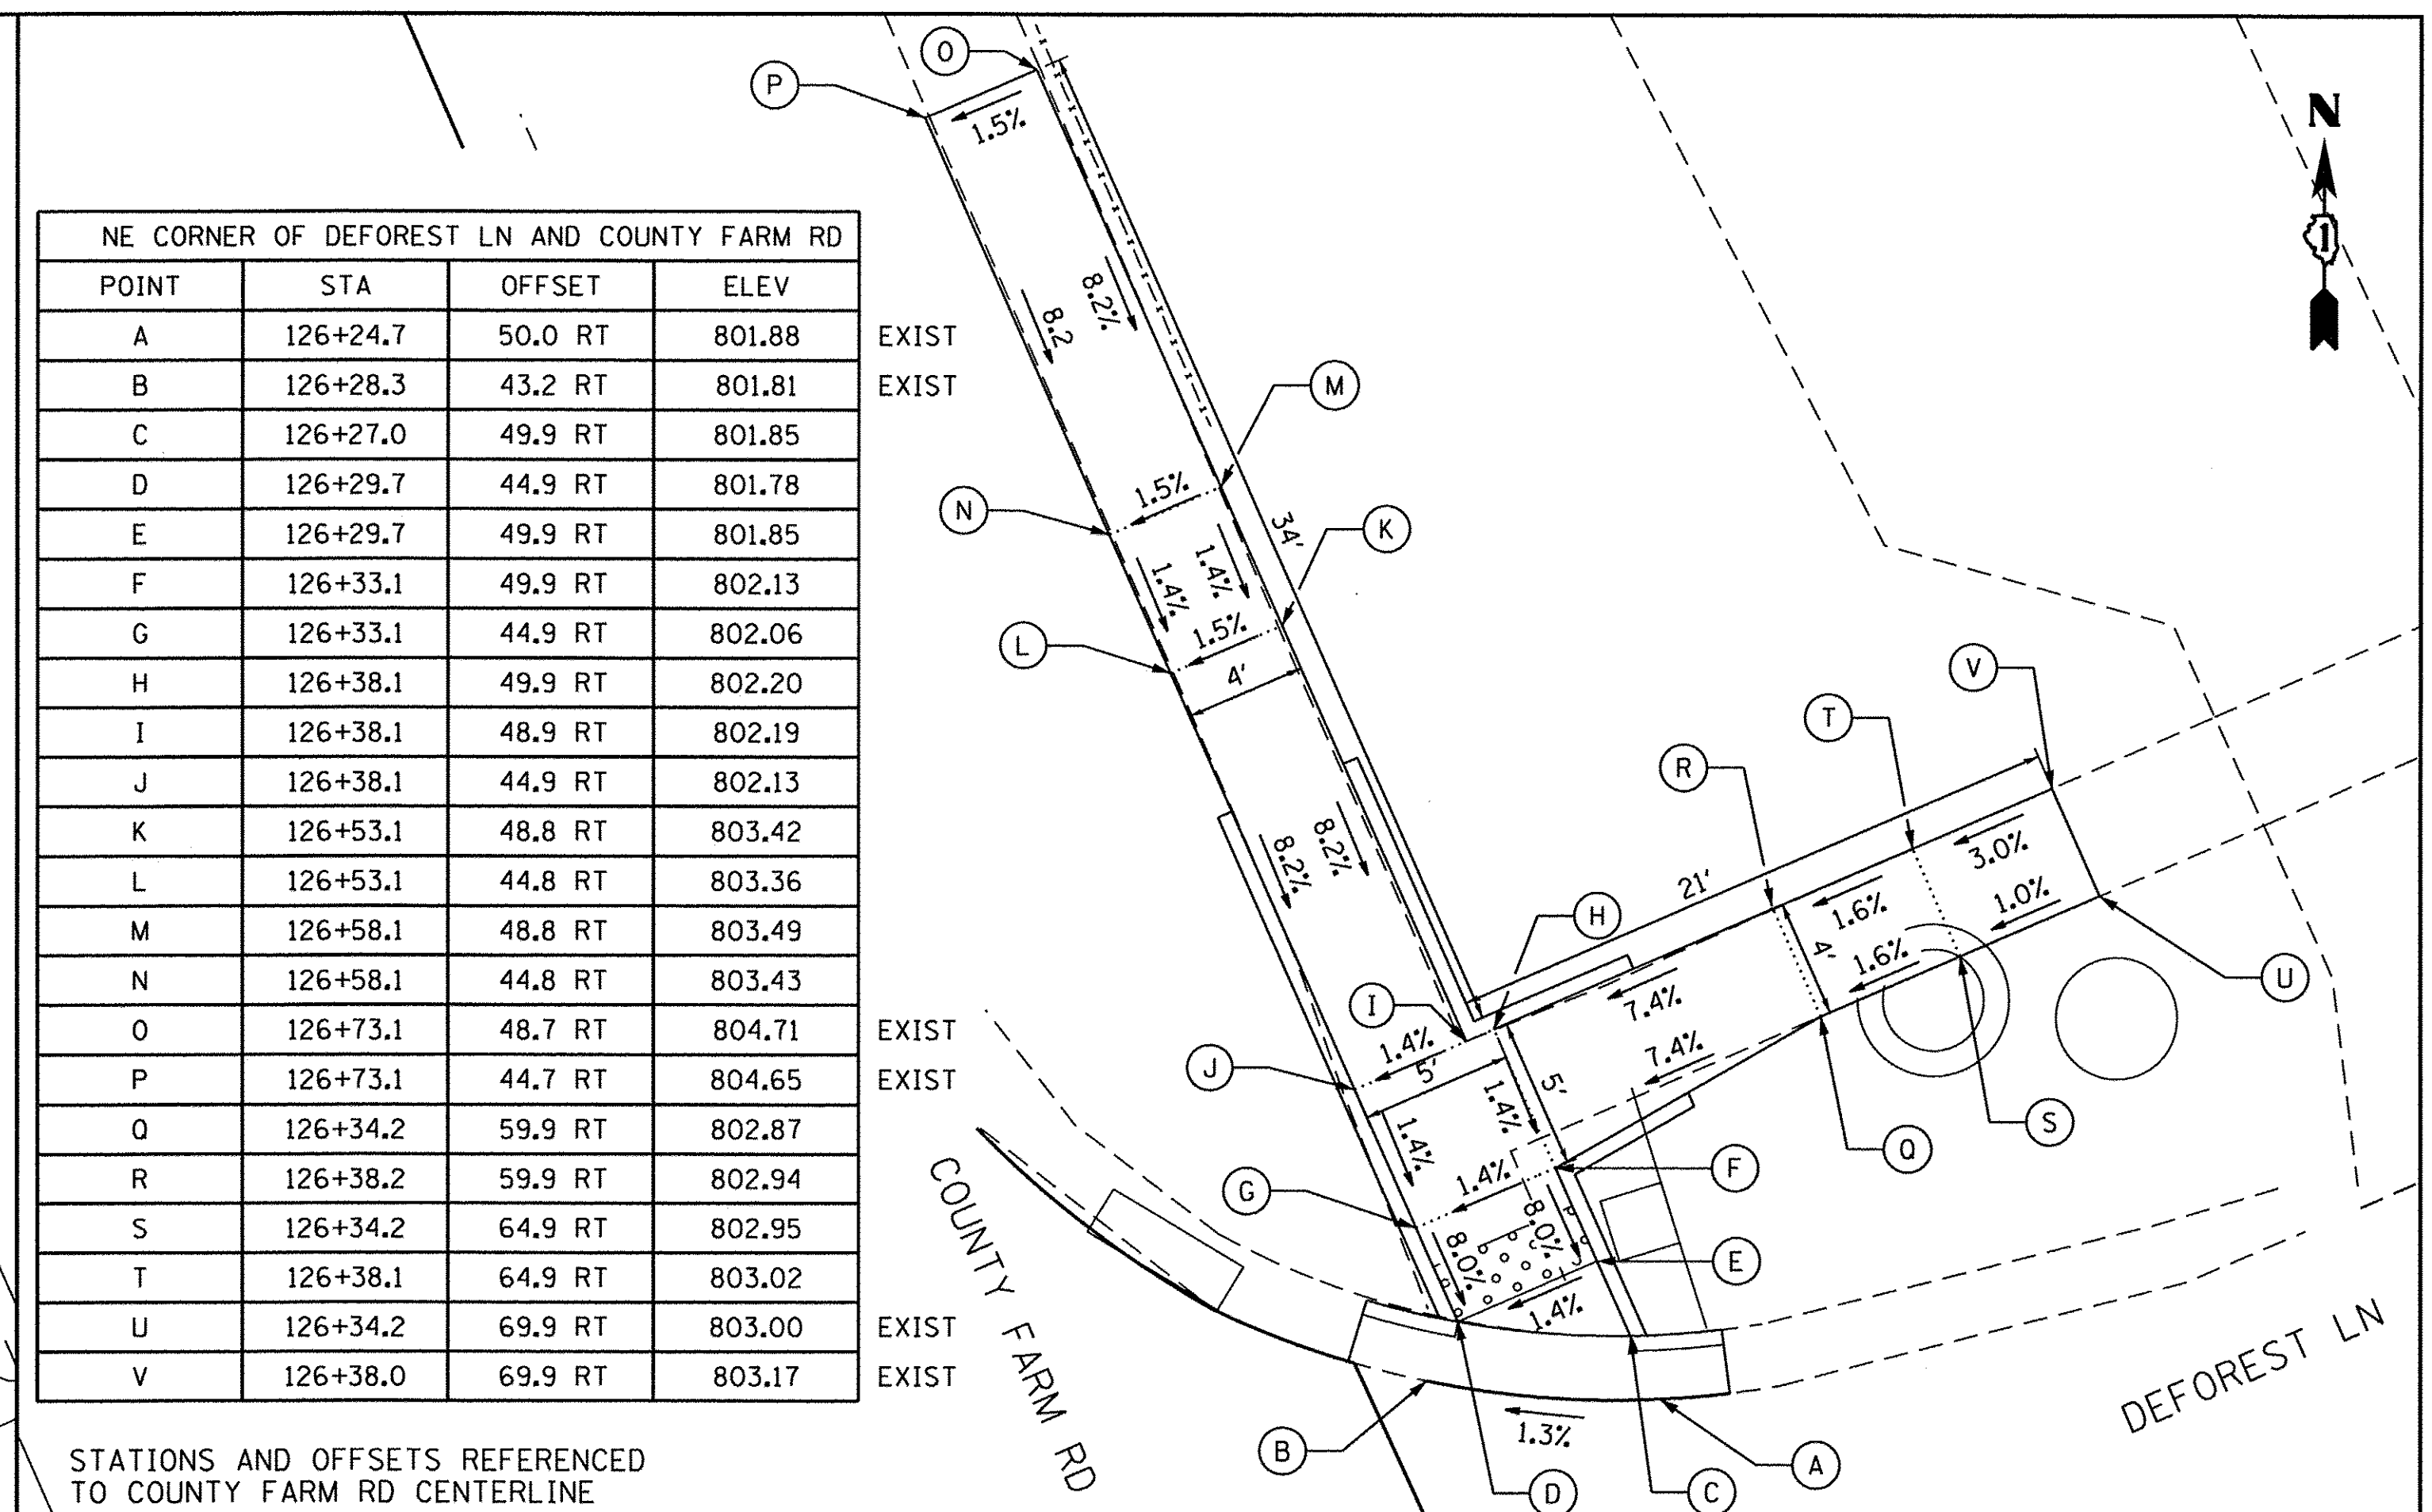 NE CORNER OF DEFOREST LN AND COUNTY FARM RD
POINT STA OFFSET ELEV
A 126+24.7 50.0 RT 801.88 EXIST
B 126+28.3 43.2 RT 801.81 EXIST
C 126+27.0 49.9 RT 801.85
D 126+29.7 44.9 RT 801.78
E 126+29.7 49.9 RT 801.85
F 126+33.1 49.9 RT 802.13
G 126+33.1 44.9 RT 802.06
H 126+38.1 49.9 RT 802.20
I 126+38.1 48.9 RT 802.19
J 126+38.1 44.9 RT 802.13
K 126+53.1 48.8 RT 803.42
L 126+53.1 44.8 RT 803.36
M 126+58.1 48.8 RT 803.49
N 126+58.1 44.8 RT 803.43
O 126+73.1 48.7 RT 804.71 EXIST
P 126+73.1 44.7 RT 804.65 EXIST
Q 126+34.2 59.9 RT 802.87
R 126+38.2 59.9 RT 802.94
S 126+34.2 64.9 RT 802.95
T 126+38.1 64.9 RT 803.02
U 126+34.2 69.9 RT 803.00 EXIST
V 126+38.0 69.9 RT 803.17 EXIST
STATIONS AND OFFSETS REFERENCED
TO COUNTY FARM RD CENTERLINE
O
P
1.5%
N
1
8.2
8.2%
M
N
1.5%
K
34'
1.4%
1.4%
L
1.5%
4'
V
T
R
3.0%
1.0%
1.6%
1.6%
4'
21'
8.2%
8.2%
H
U
I
7.4%
7.4%
J
1.4%
5'
5'
1.4%
1.4%
S
Q
F
G
1.4%
8.0%
8.0%
E
1.4%
1.3%
B
A
D
C
COUNTY FARM RD
DEFOREST LN